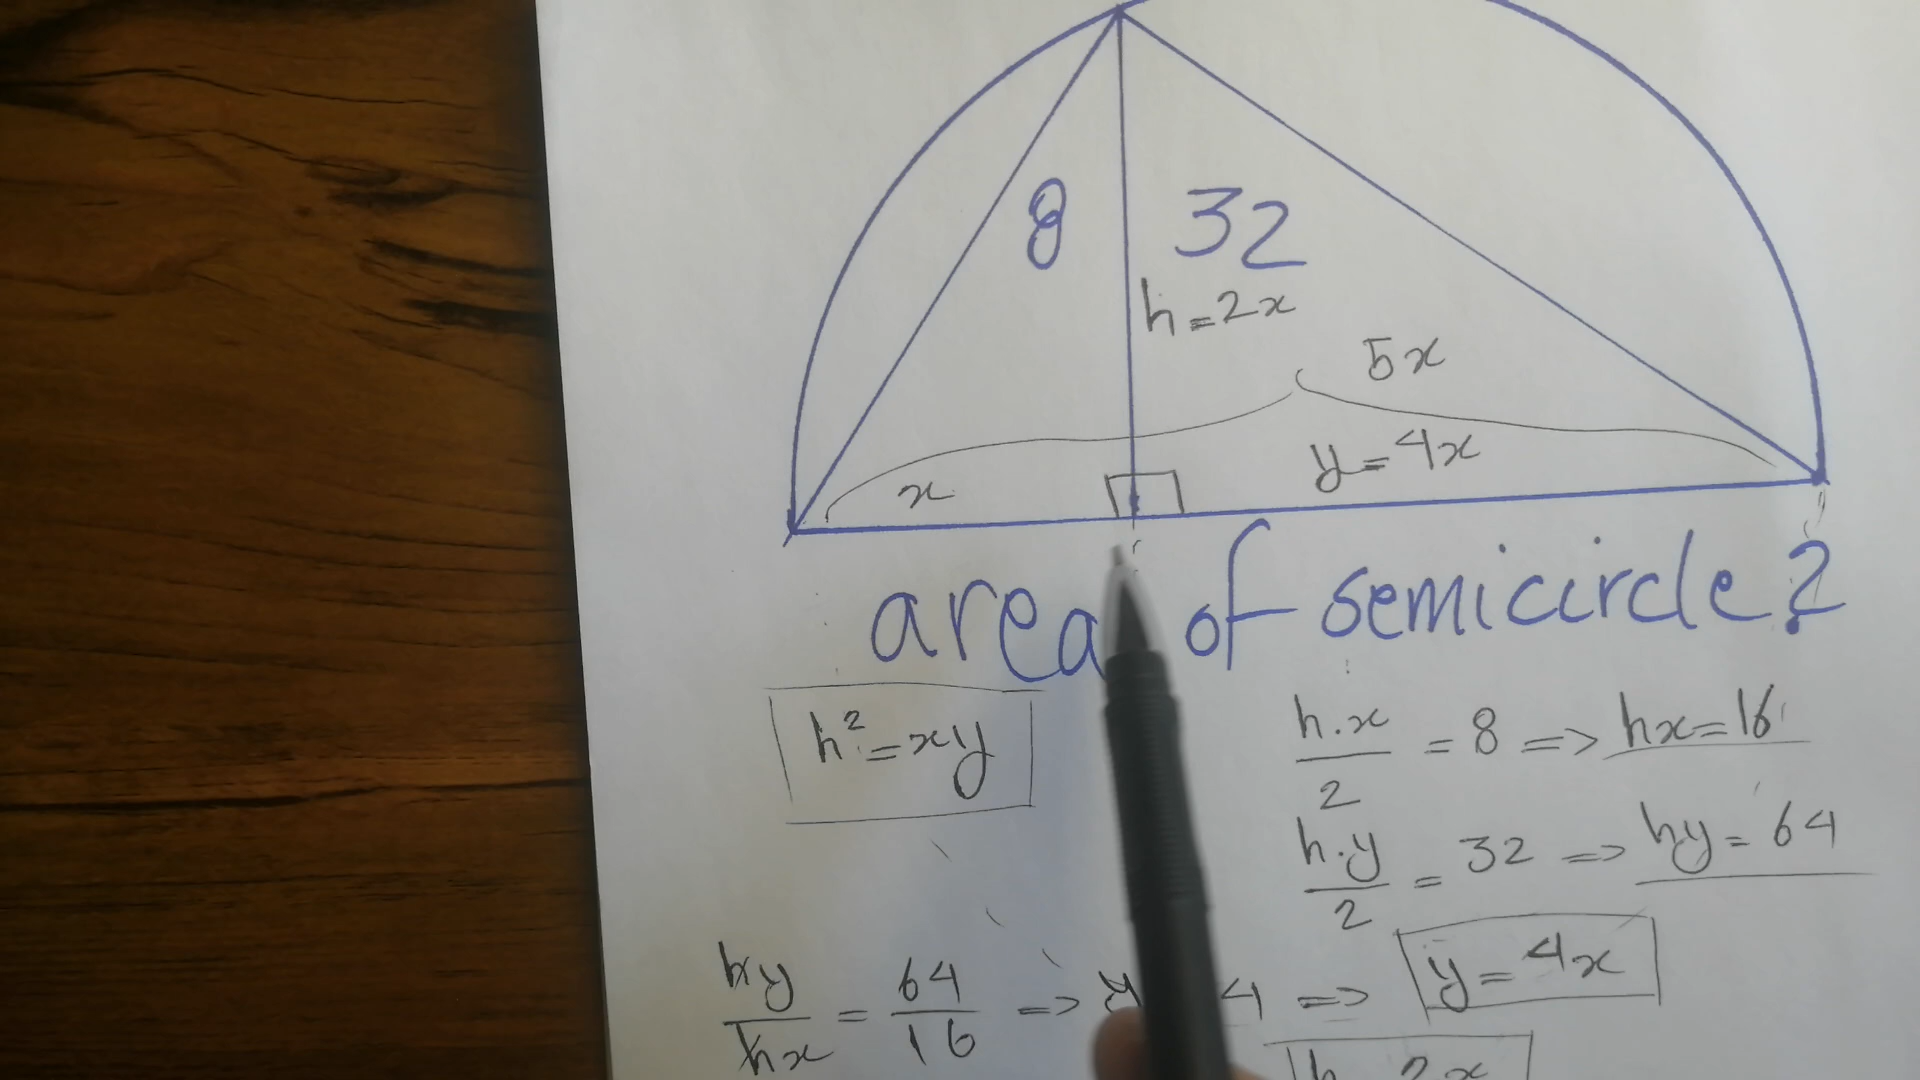 8 32
h=2x
5x
y=4x
x
area of semicircle?
h²=xy
h.x/2 = 8 => hx=16
h.y/2 = 32 => hy=64
hy/hx = 64/16 => 4 => y=4x